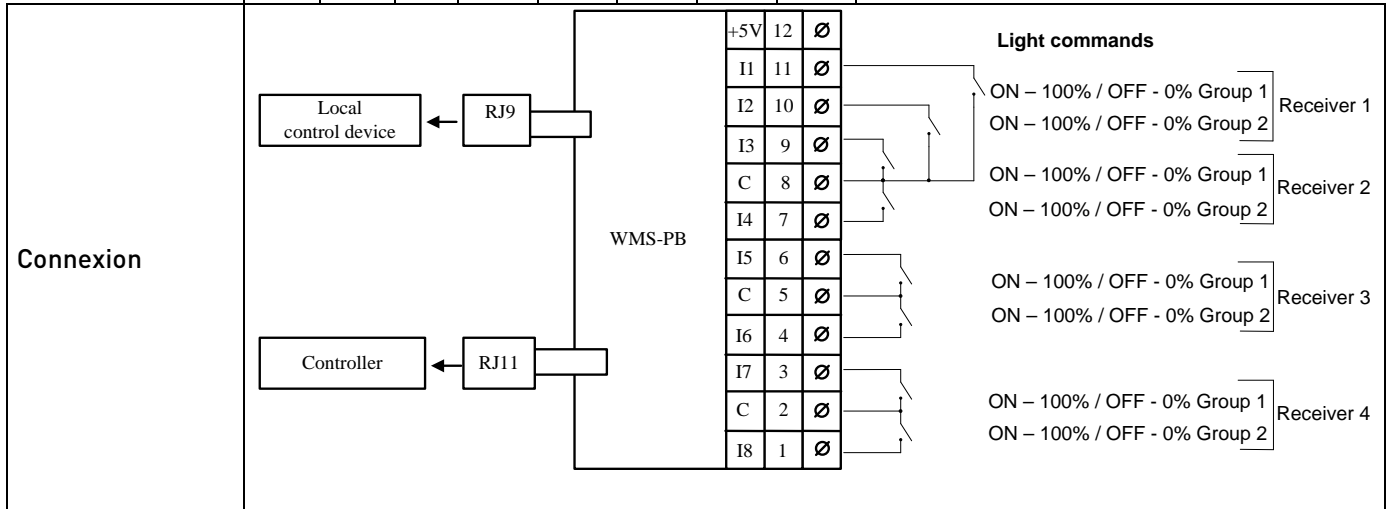 Connexion
Local
control device
RJ9
Controller
RJ11
WMS-PB
+5V 12 Ø
I1 11 Ø
I2 10 Ø
I3 9 Ø
C 8 Ø
I4 7 Ø
I5 6 Ø
C 5 Ø
I6 4 Ø
I7 3 Ø
C 2 Ø
I8 1 Ø
Light commands
ON – 100% / OFF - 0% Group 1
ON – 100% / OFF - 0% Group 2
Receiver 1
ON – 100% / OFF - 0% Group 1
ON – 100% / OFF - 0% Group 2
Receiver 2
ON – 100% / OFF - 0% Group 1
ON – 100% / OFF - 0% Group 2
Receiver 3
ON – 100% / OFF - 0% Group 1
ON – 100% / OFF - 0% Group 2
Receiver 4